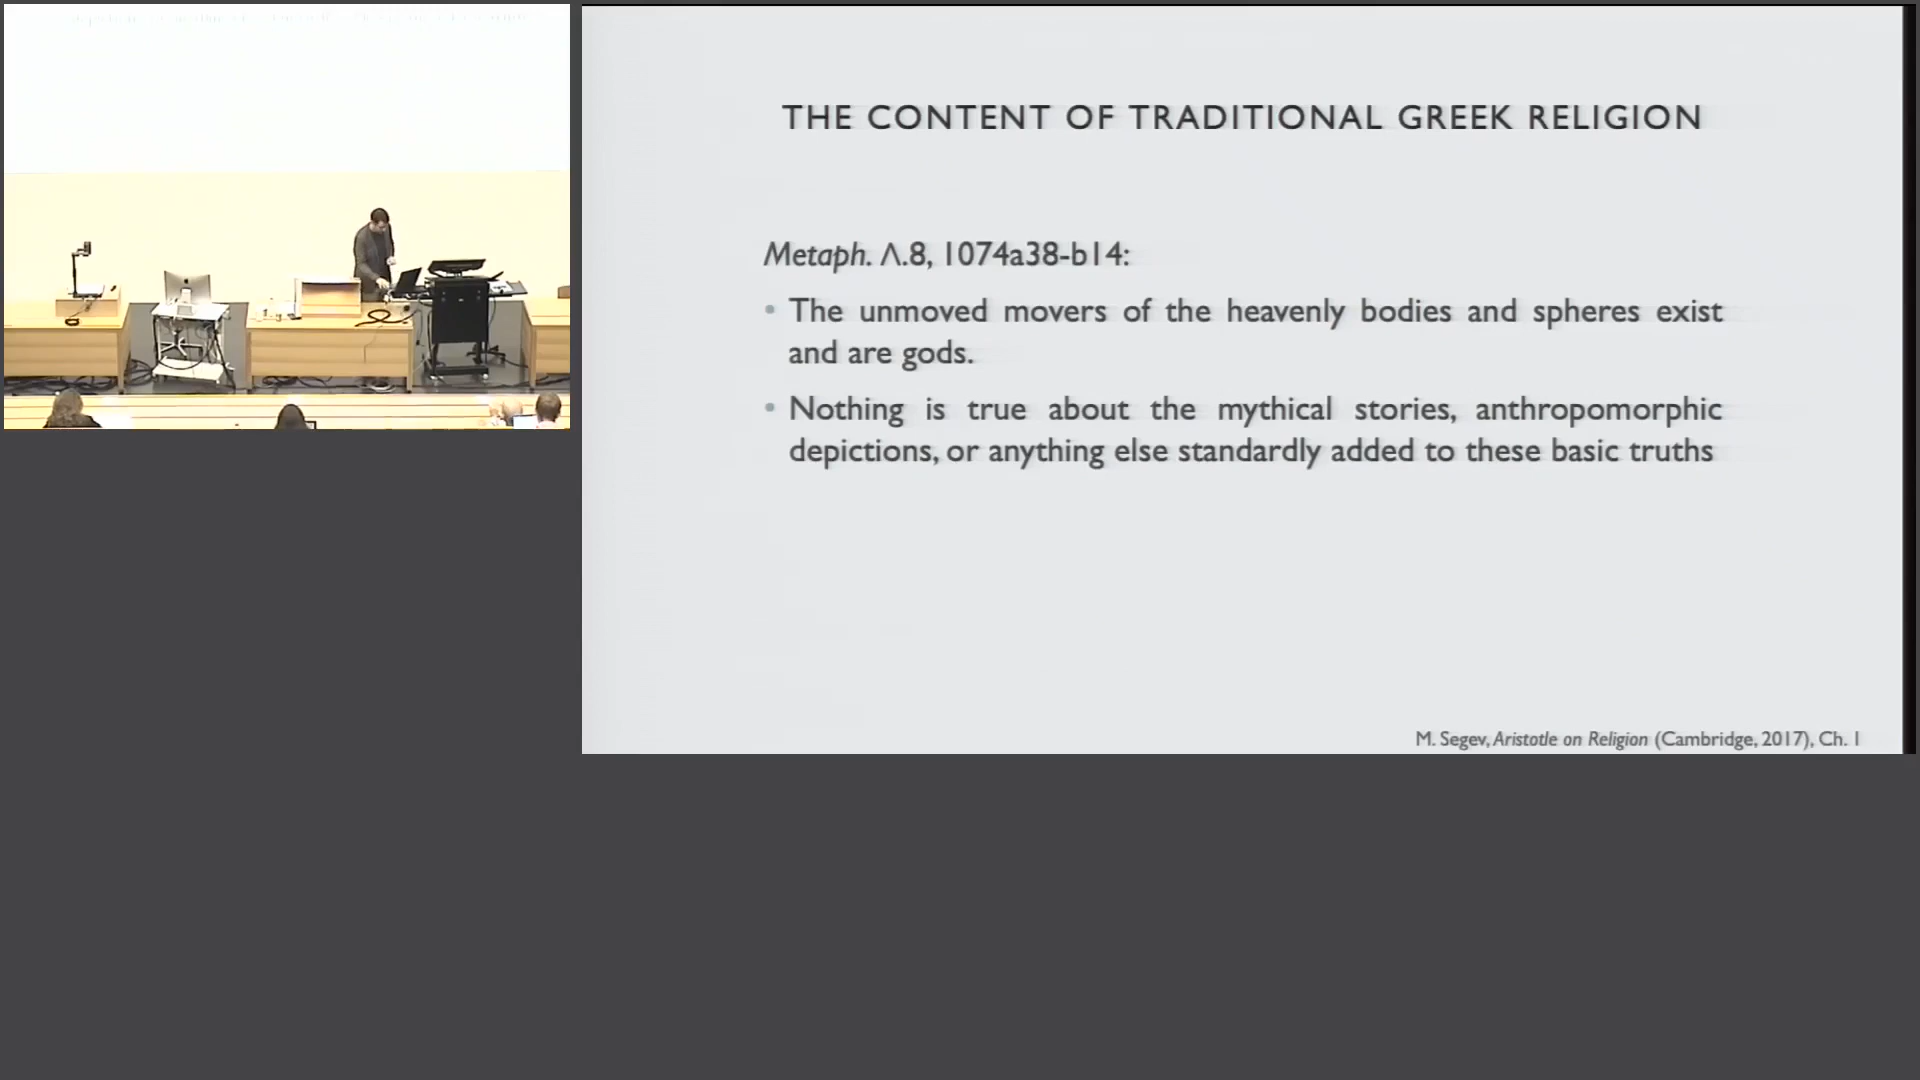 THE CONTENT OF TRADITIONAL GREEK RELIGION
Metaph. Λ.8, 1074a38-b14:
• The unmoved movers of the heavenly bodies and spheres exist
and are gods.
• Nothing is true about the mythical stories, anthropomorphic
depictions, or anything else standardly added to these basic truths
M. Segev, Aristotle on Religion (Cambridge, 2017), Ch. 1